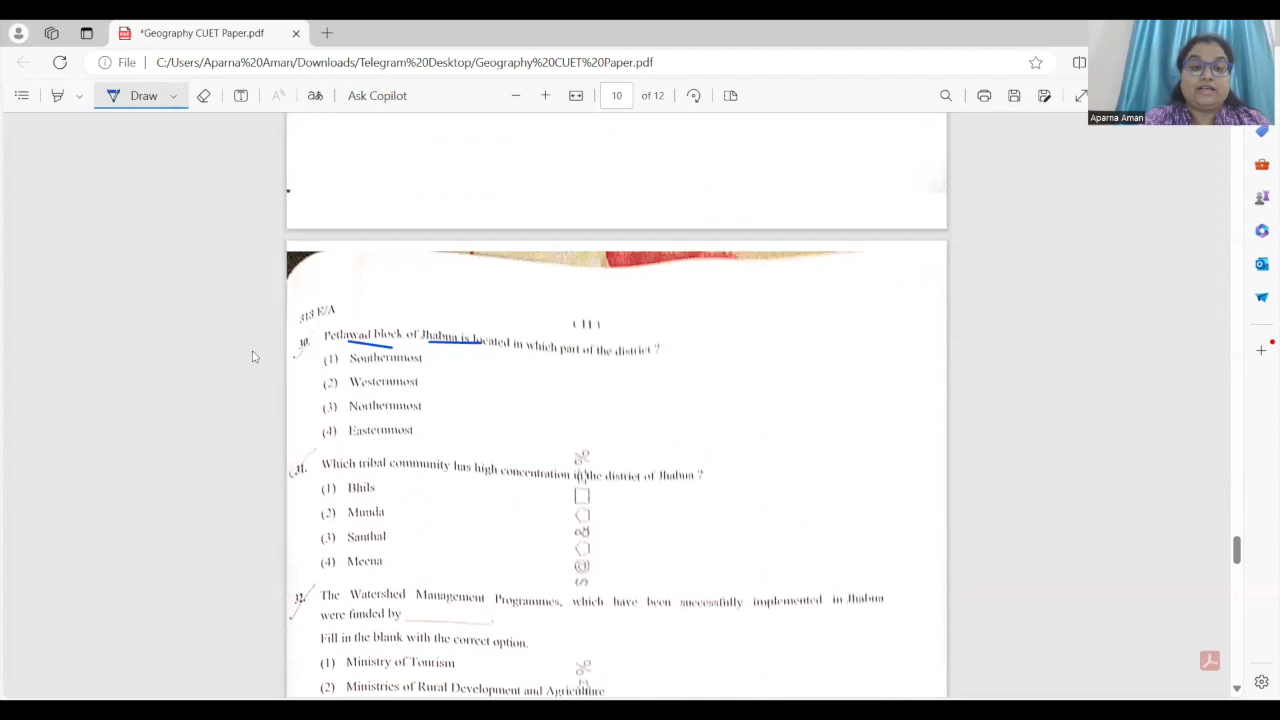 *Geography CUET Paper.pdf
File
C:/Users/Aparna%20Aman/Downloads/Telegram%20Desktop/Geography%20CUET%20Paper.pdf
Draw
Ask Copilot
10 of 12
Aparna Aman
313 E/A
( 11 )
30. Petlawad block of Jhabua is located in which part of the district ?
(1) Southernmost
(2) Westernmost
(3) Northernmost
(4) Easternmost
31. Which tribal community has high concentration in the district of Jhabua ?
(1) Bhils
(2) Munda
(3) Santhal
(4) Meena
32. The Watershed Management Programmes, which have been successfully implemented in Jhabua
were funded by ________.
Fill in the blank with the correct option.
(1) Ministry of Tourism
(2) Ministries of Rural Development and Agriculture